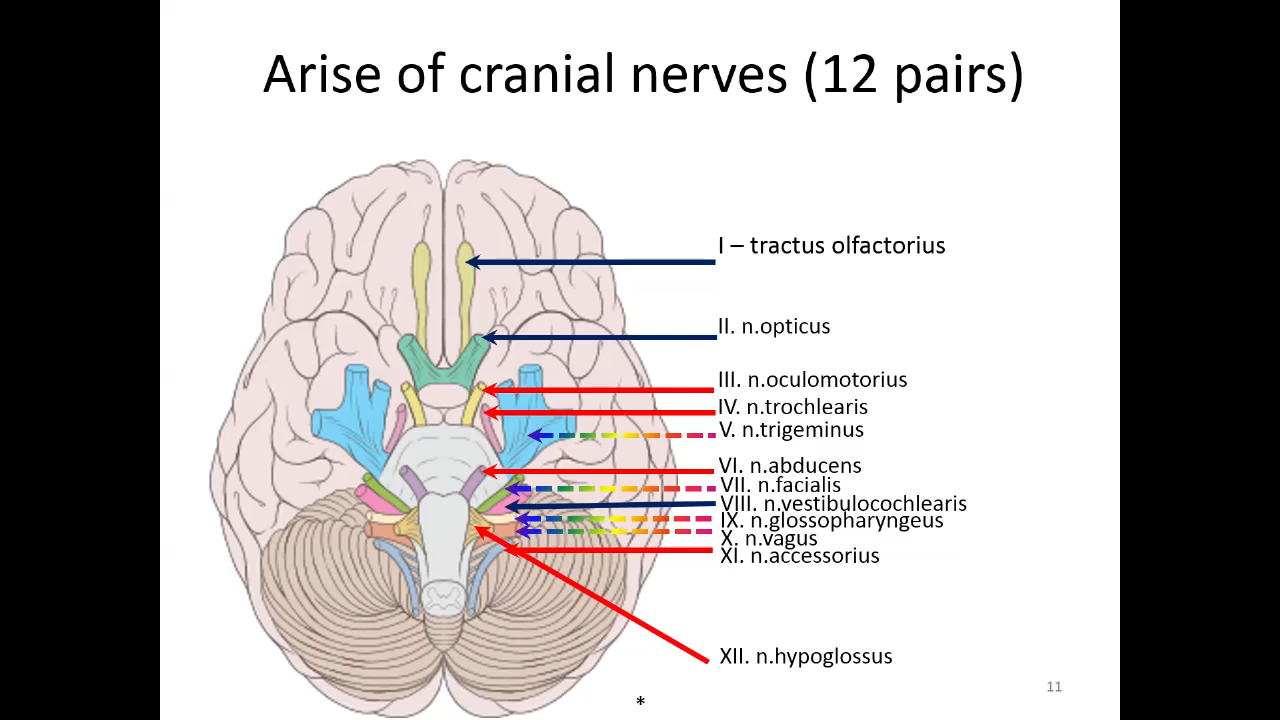 Arise of cranial nerves (12 pairs)
I – tractus olfactorius
II. n.opticus
III. n.oculomotorius
IV. n.trochlearis
V. n.trigeminus
VI. n.abducens
VII. n.facialis
VIII. n.vestibulocochlearis
IX. n.glossopharyngeus
X. n.vagus
XI. n.accessorius
XII. n.hypoglossus
11
*